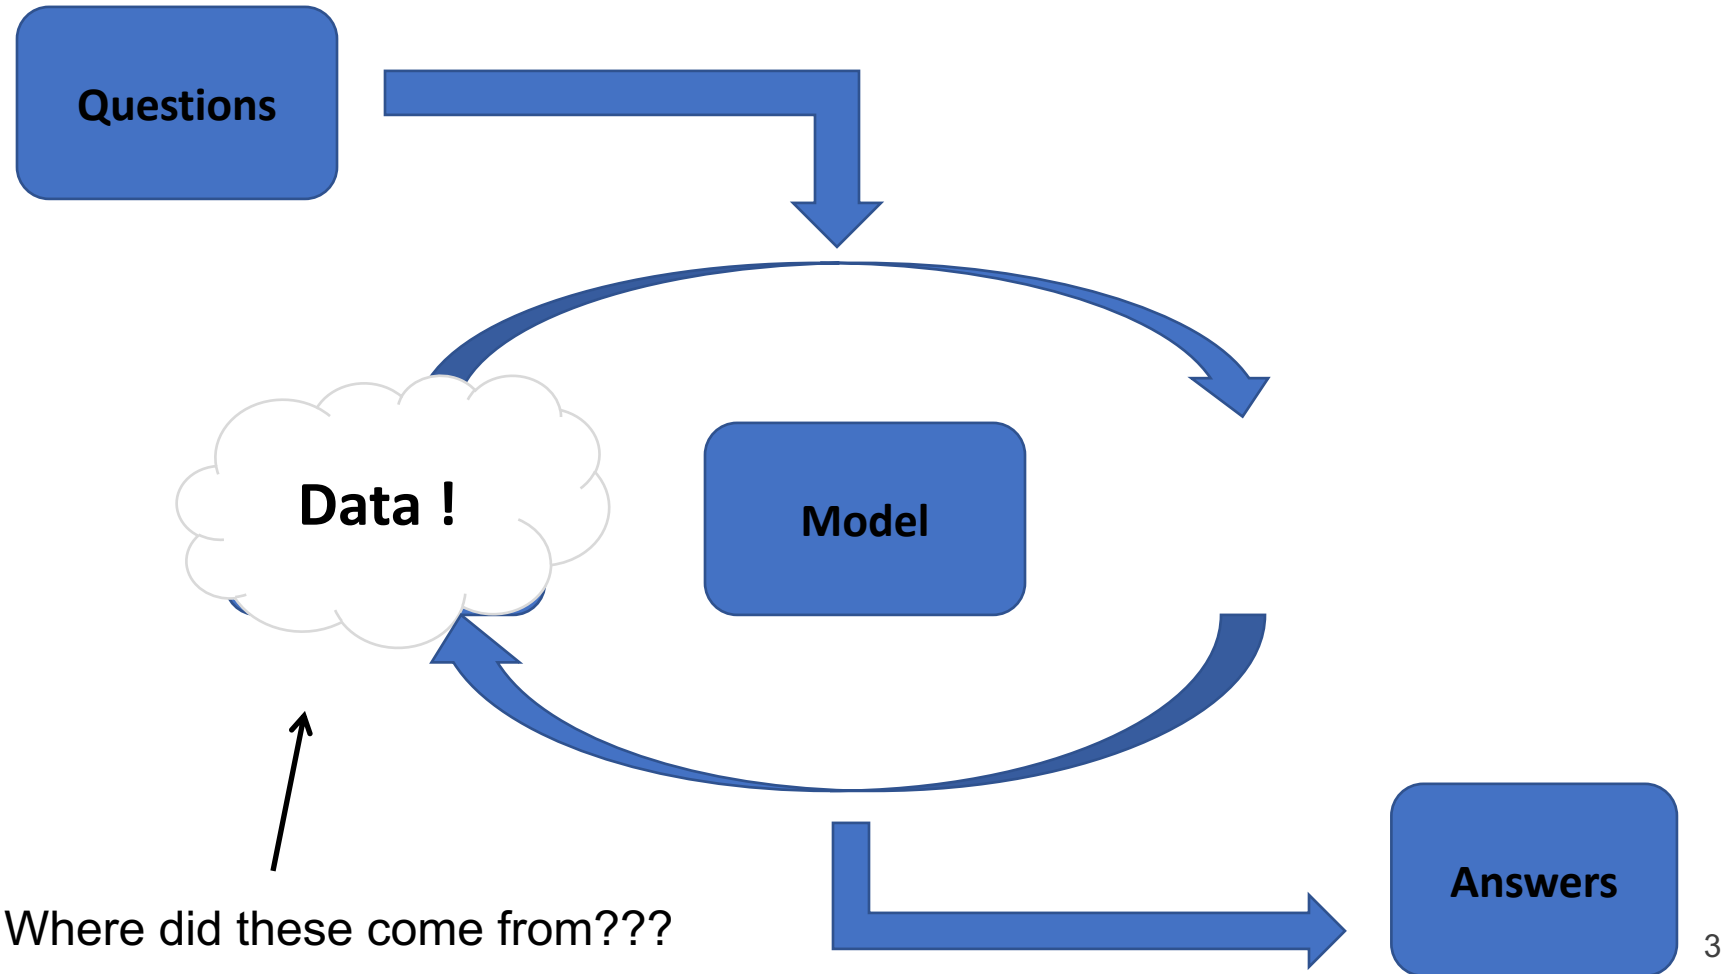 Questions
Data !
Model
Answers
Where did these come from???
3